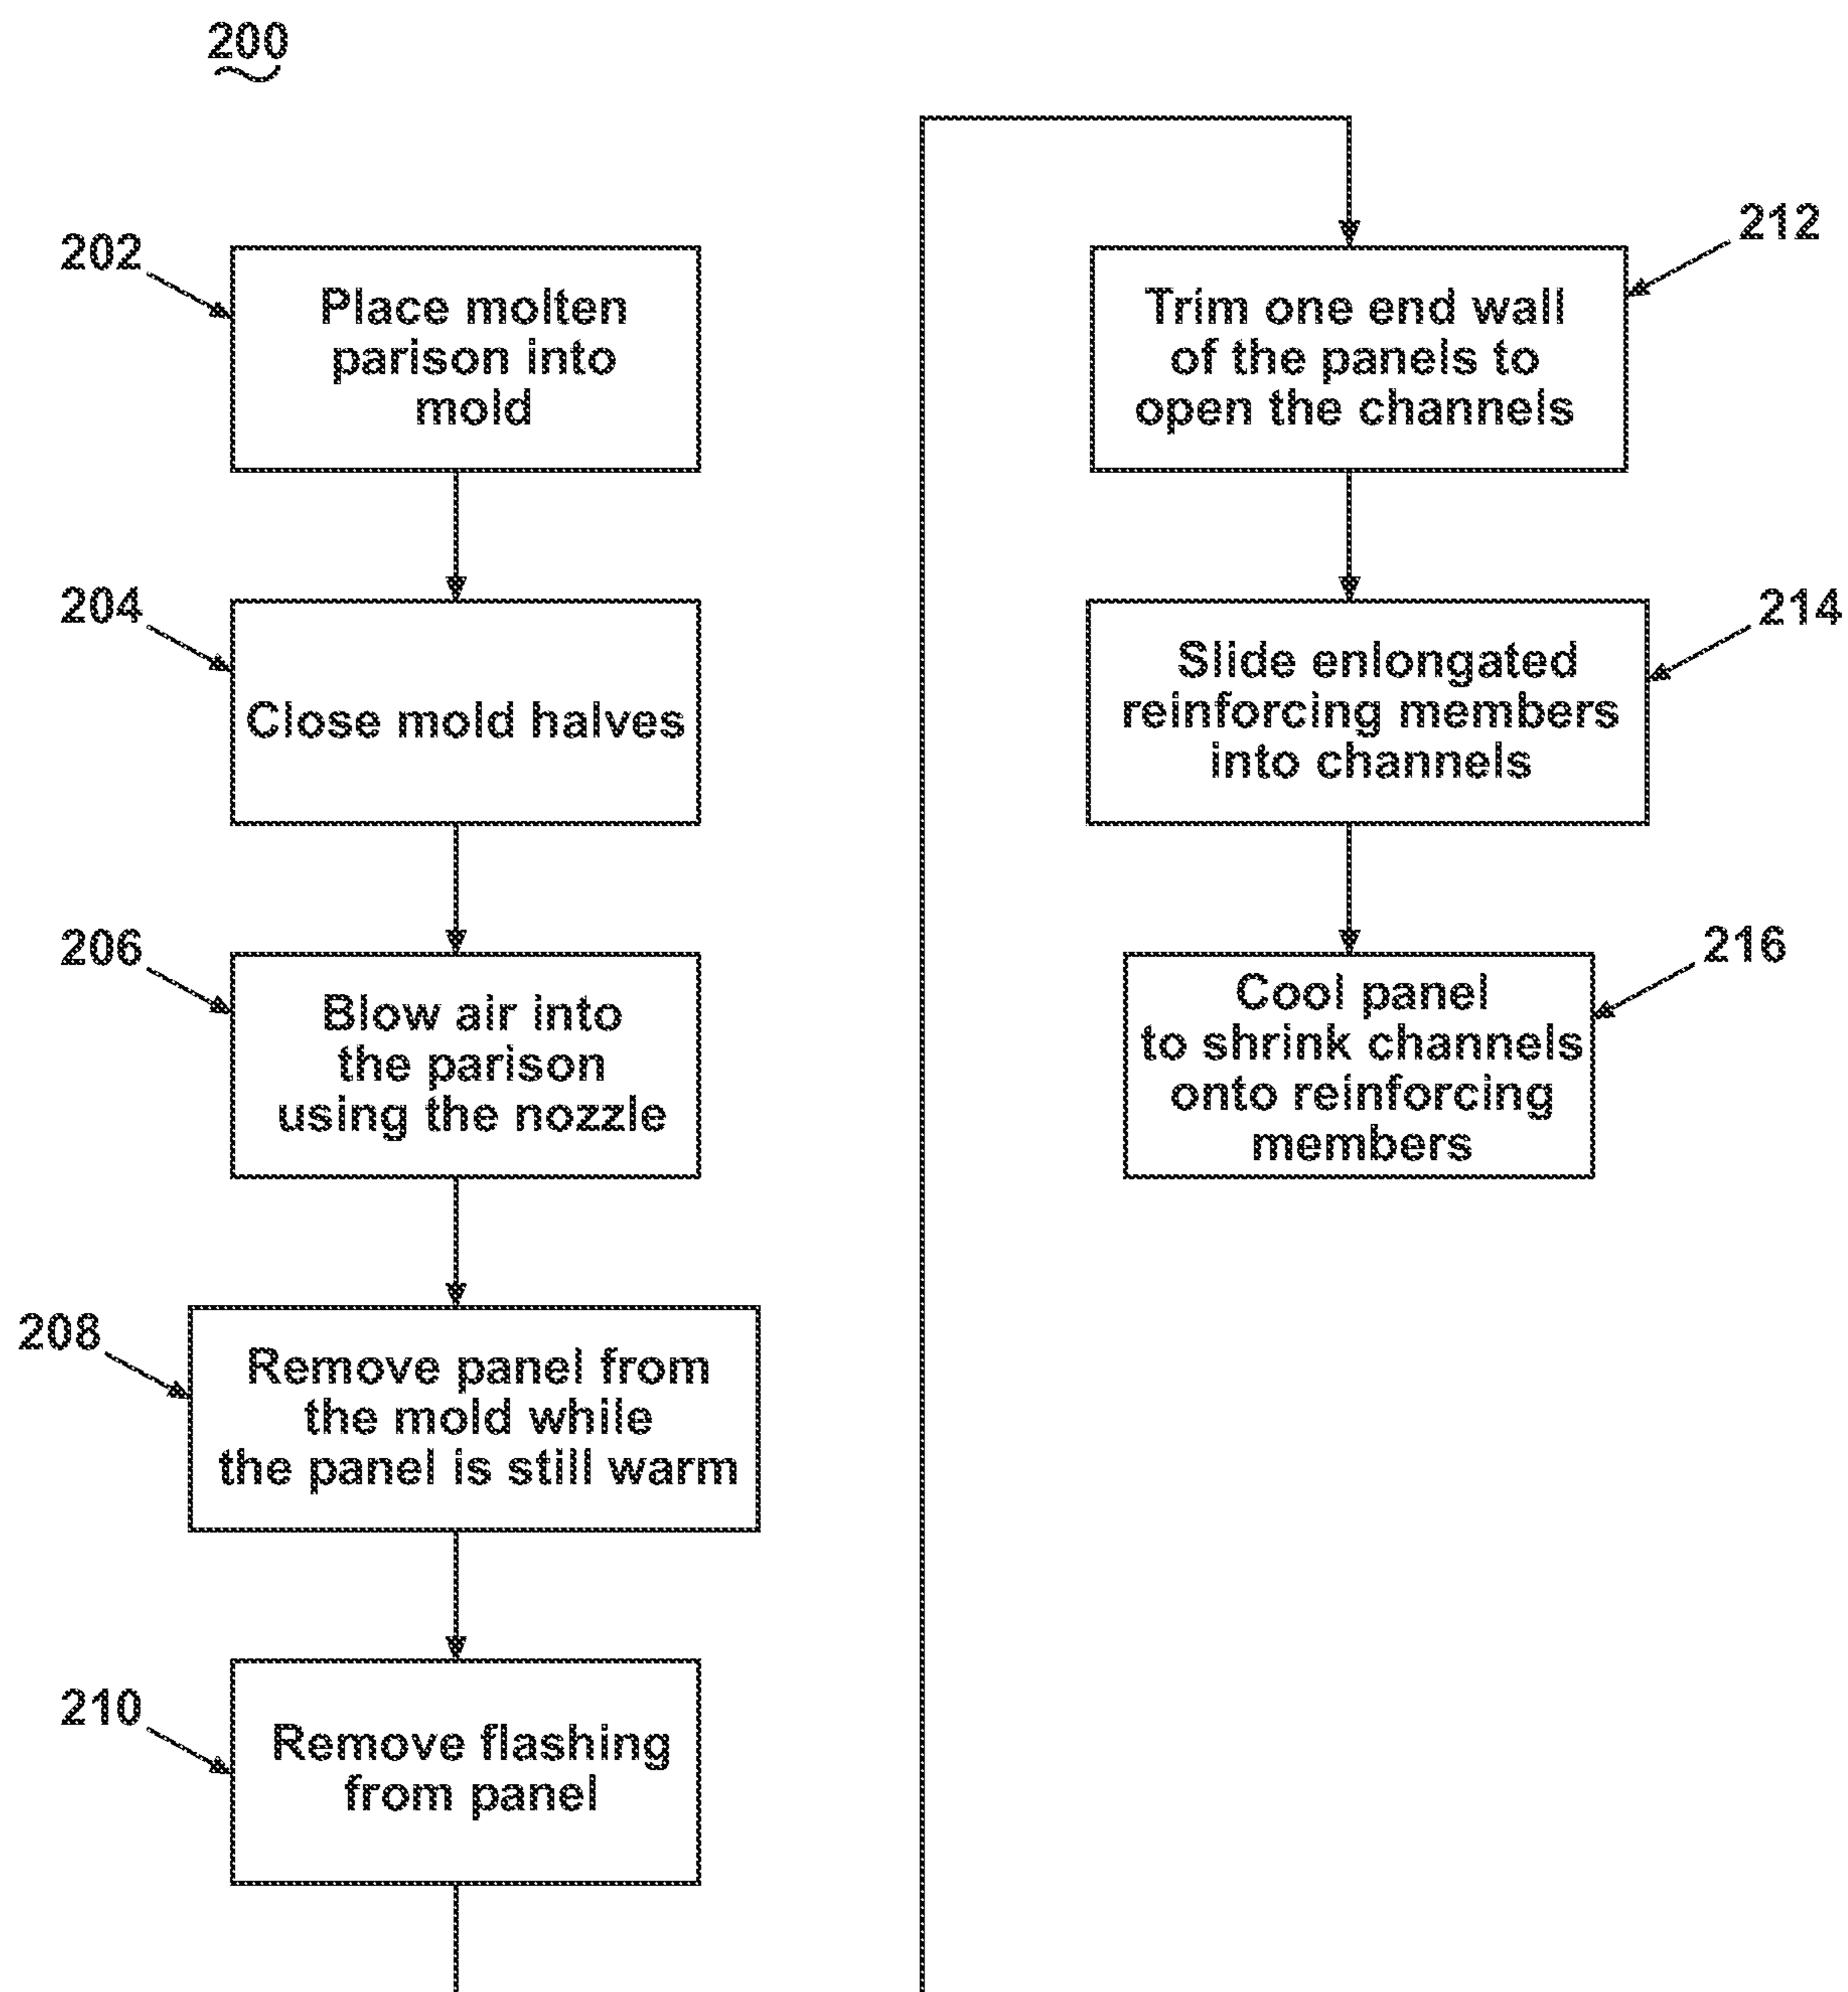 200
202
Place molten
parison into
mold
204
Close mold halves
206
Blow air into
the parison
using the nozzle
208
Remove panel from
the mold while
the panel is still warm
210
Remove flashing
from panel
212
Trim one end wall
of the panels to
open the channels
214
Slide enlongated
reinforcing members
into channels
216
Cool panel
to shrink channels
onto reinforcing
members